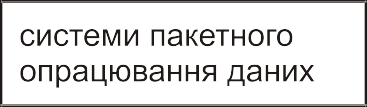 системи пакетного
опрацювання даних